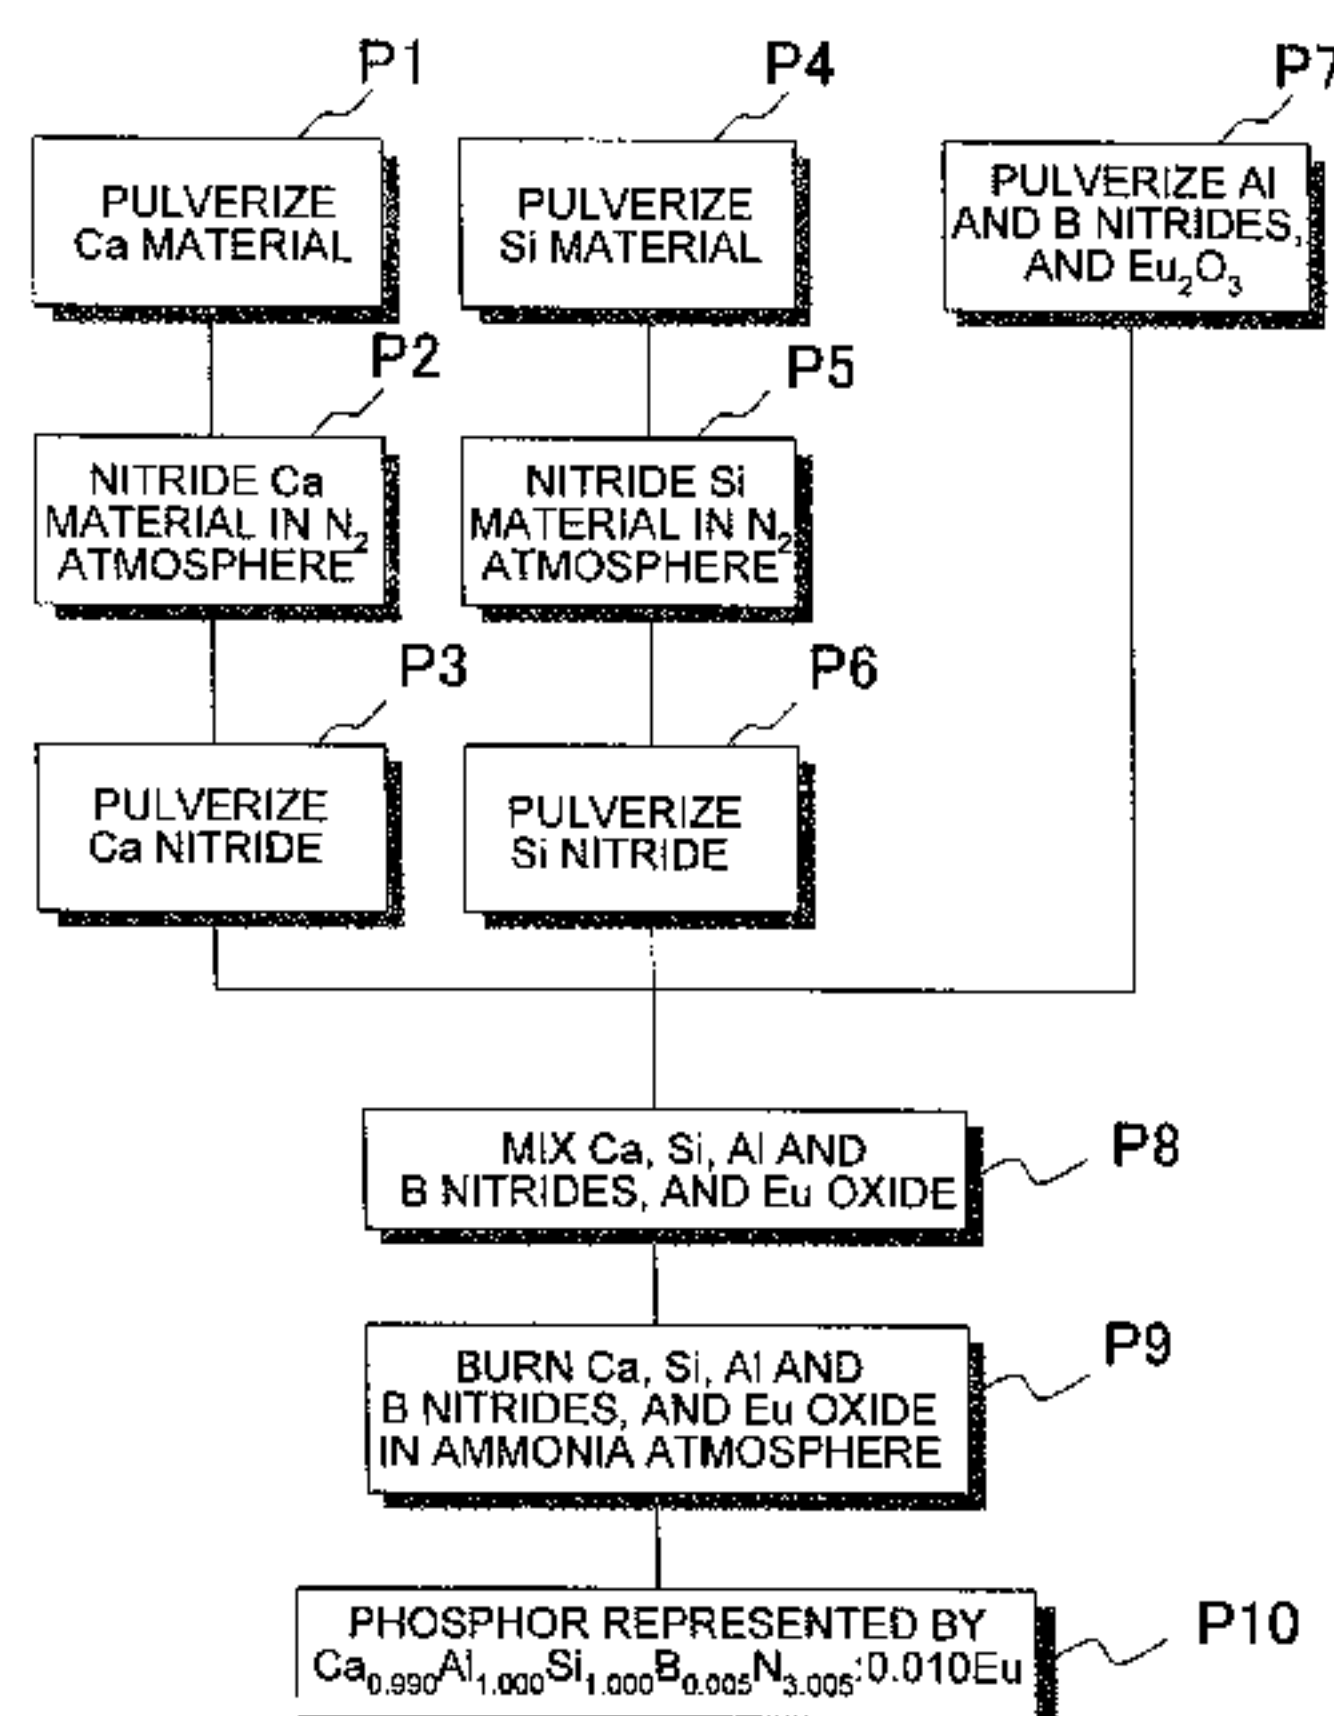 P1
PULVERIZE
Ca MATERIAL
P4
PULVERIZE
Si MATERIAL
P7
PULVERIZE Al
AND B NITRIDES,
AND Eu₂O₃
P2
NITRIDE Ca
MATERIAL IN N₂
ATMOSPHERE
P5
NITRIDE Si
MATERIAL IN N₂
ATMOSPHERE
P3
PULVERIZE
Ca NITRIDE
P6
PULVERIZE
Si NITRIDE
P8
MIX Ca, Si, Al AND
B NITRIDES, AND Eu OXIDE
P9
BURN Ca, Si, Al AND
B NITRIDES, AND Eu OXIDE
IN AMMONIA ATMOSPHERE
P10
PHOSPHOR REPRESENTED BY
Ca₀.₉₉₀Al₁.₀₀₀Si₁.₀₀₀B₀.₀₀₅N₃.₀₀₅:0.010Eu